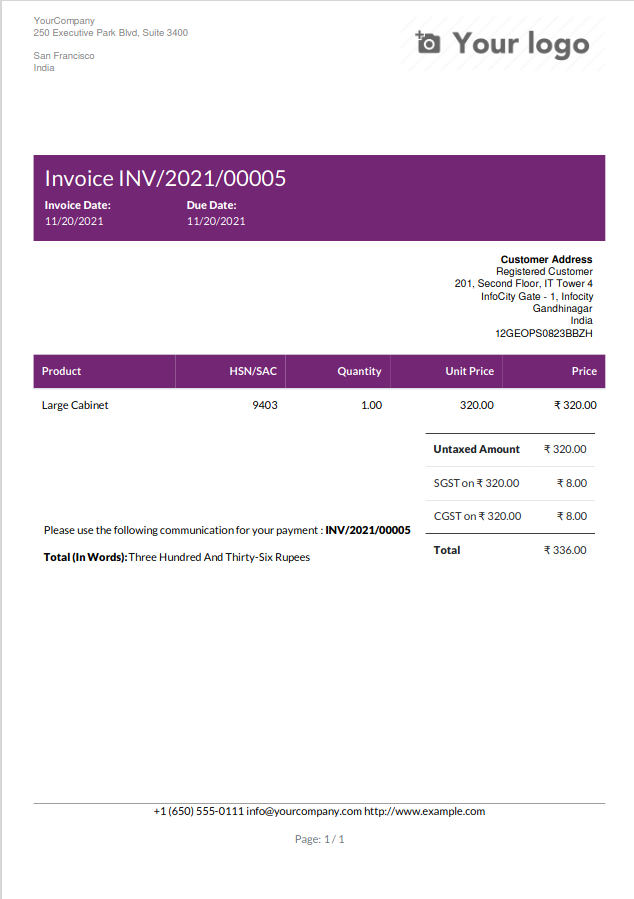 YourCompany
250 Executive Park Blvd, Suite 3400
San Francisco
India
Your logo
Invoice INV/2021/00005
Invoice Date: Due Date:
11/20/2021 11/20/2021
Customer Address
Registered Customer
201, Second Floor, IT Tower 4
InfoCity Gate - 1, Infocity
Gandhinagar
India
12GEOPS0823BBZH
Product HSN/SAC Quantity Unit Price Price
Large Cabinet 9403 1.00 320.00 ₹ 320.00
Untaxed Amount ₹ 320.00
SGST on ₹ 320.00 ₹ 8.00
CGST on ₹ 320.00 ₹ 8.00
Please use the following communication for your payment : INV/2021/00005
Total ₹ 336.00
Total (In Words): Three Hundred And Thirty-Six Rupees
+1 (650) 555-0111 info@yourcompany.com http://www.example.com
Page: 1 / 1